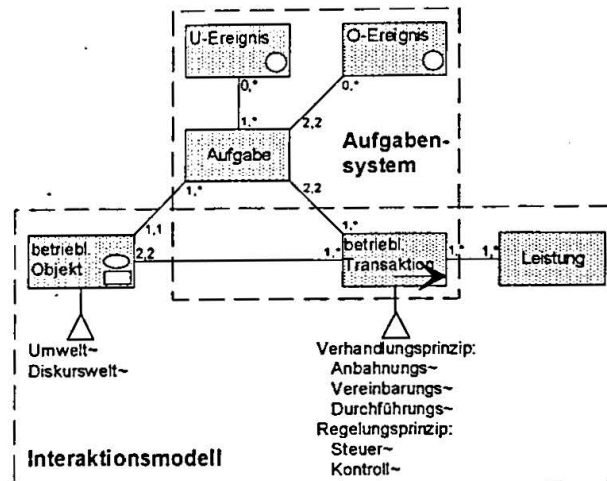 U-Ereignis
O-Ereignis
0,*
0,*
1,*
2,2
Aufgabe
Aufgaben-
system
1,*
2,2
1,1
1,*
betriebl.
Objekt
2,2
1,*
betriebl.
Transaktion
1,*
1,*
Leistung
Umwelt~
Diskurswelt~
Verhandlungsprinzip:
Anbahnungs~
Vereinbarungs~
Durchführungs~
Regelungsprinzip:
Steuer~
Kontroll~
Interaktionsmodell